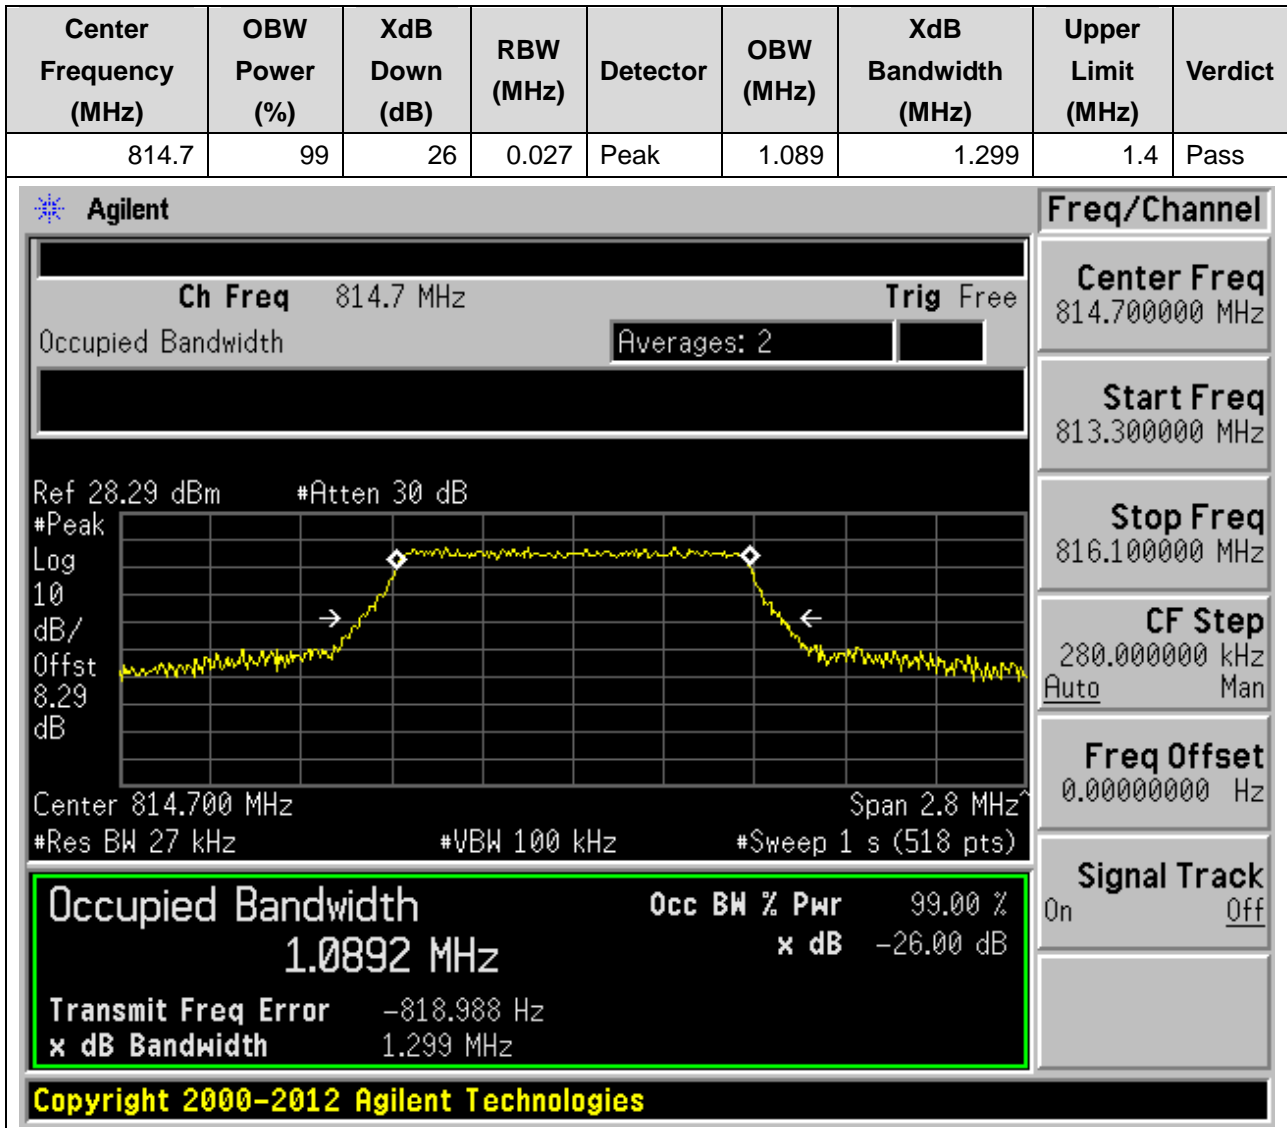 Center Frequency (MHz) OBW Power (%) XdB Down (dB) RBW (MHz) Detector OBW (MHz) XdB Bandwidth (MHz) Upper Limit (MHz) Verdict
814.7 99 26 0.027 Peak 1.089 1.299 1.4 Pass
Agilent
Freq/Channel
Ch Freq 814.7 MHz Trig Free
Occupied Bandwidth Averages: 2
Center Freq
814.700000 MHz
Start Freq
813.300000 MHz
Stop Freq
816.100000 MHz
CF Step
280.000000 kHz
Auto Man
Freq Offset
0.00000000 Hz
Signal Track
On Off
Ref 28.29 dBm #Atten 30 dB
#Peak
Log
10
dB/
Offst
8.29
dB
Center 814.700 MHz Span 2.8 MHz^
#Res BW 27 kHz #VBW 100 kHz #Sweep 1 s (518 pts)
Occupied Bandwidth Occ BW % Pwr 99.00 %
1.0892 MHz x dB -26.00 dB
Transmit Freq Error -818.988 Hz
x dB Bandwidth 1.299 MHz
Copyright 2000-2012 Agilent Technologies